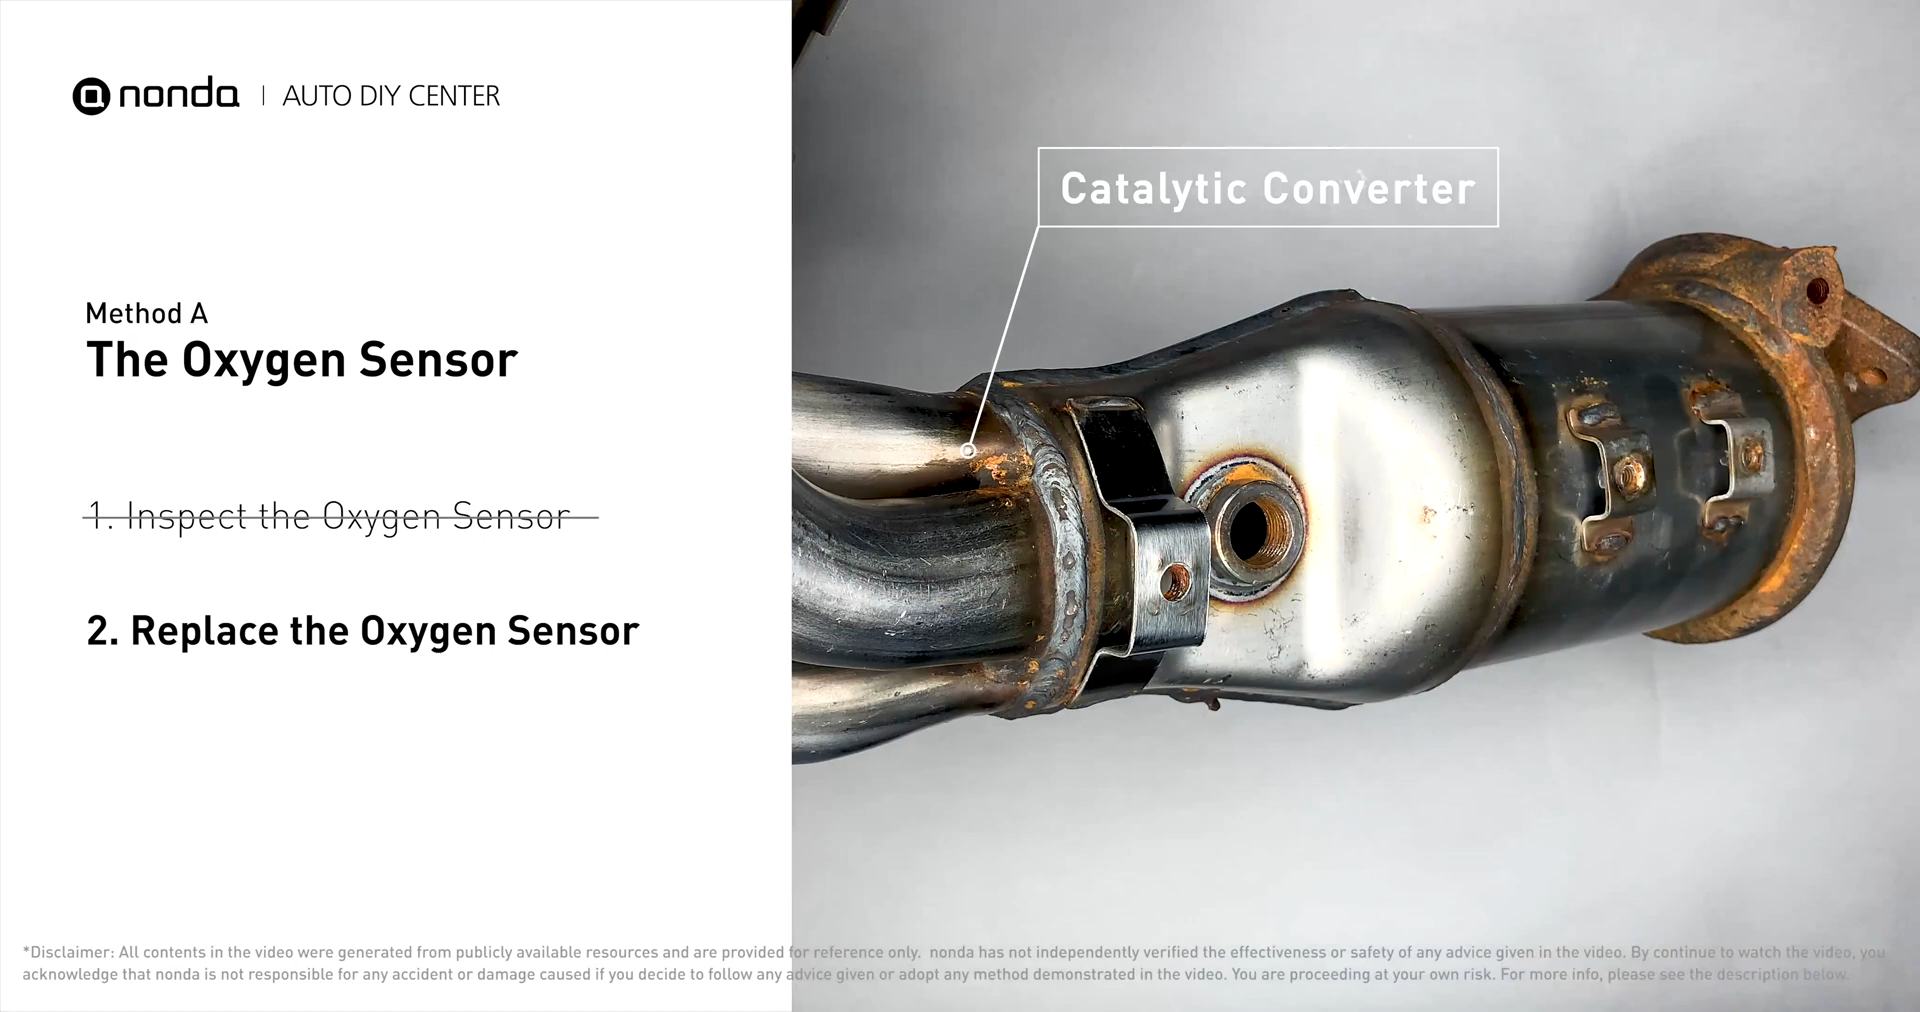 nonda | AUTO DIY CENTER
Catalytic Converter
Method A
The Oxygen Sensor
1. Inspect the Oxygen Sensor
2. Replace the Oxygen Sensor
*Disclaimer: All contents in the video were generated from publicly available resources and are provided for reference only.  nonda has not independently verified the effectiveness or safety of any advice given in the video. By continue to watch the video, you
acknowledge that nonda is not responsible for any accident or damage caused if you decide to follow any advice given or adopt any method demonstrated in the video. You are proceeding at your own risk. For more info, please see the description below.